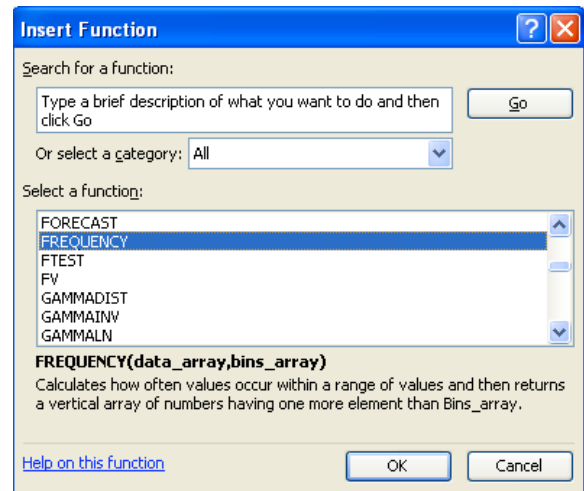 Insert Function
Search for a function:
Type a brief description of what you want to do and then
click Go
Go
Or select a category: All
Select a function:
FORECAST
FREQUENCY
FTEST
FV
GAMMADIST
GAMMAINV
GAMMALN
FREQUENCY(data_array,bins_array)
Calculates how often values occur within a range of values and then returns
a vertical array of numbers having one more element than Bins_array.
Help on this function
OK
Cancel